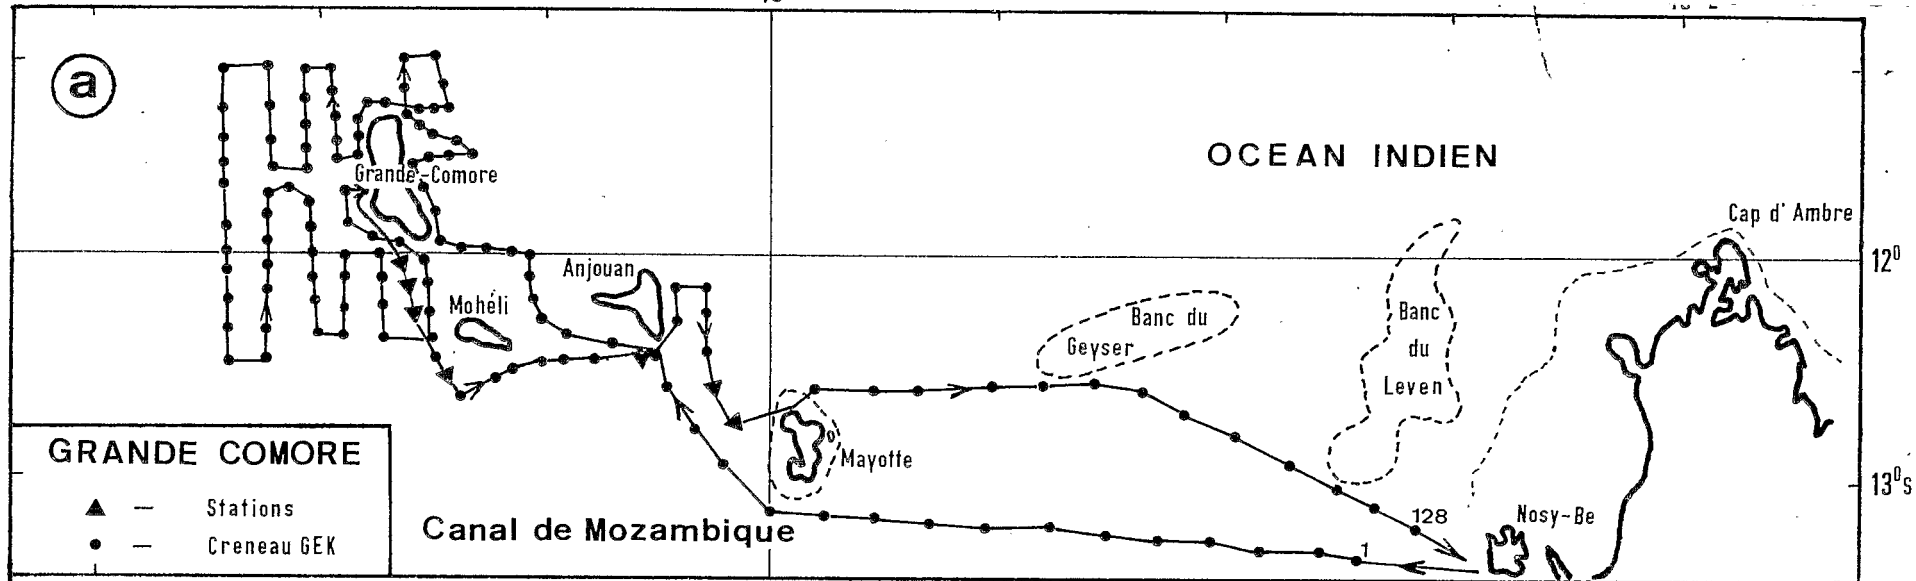 a
OCEAN INDIEN
Grande-Comore
Cap d' Ambre
12⁰
Anjouan
Mohéli
Banc du
Geyser
Banc
du
Leven
GRANDE COMORE
Mayotte
13⁰S
▲ — Stations
● — Creneau GEK
Canal de Mozambique
128
Nosy-Be
1